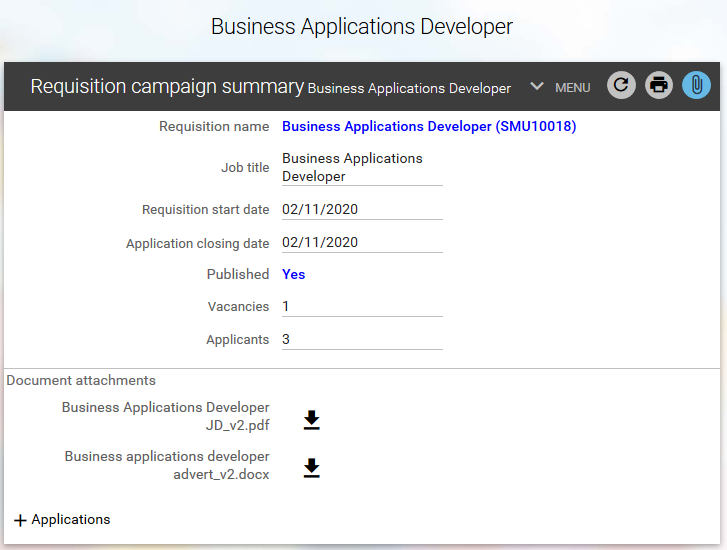 Business Applications Developer
Requisition campaign summary Business Applications Developer MENU
Requisition name Business Applications Developer (SMU10018)
Job title Business Applications
Developer
Requisition start date 02/11/2020
Application closing date 02/11/2020
Published Yes
Vacancies 1
Applicants 3
Document attachments
Business Applications Developer
JD_v2.pdf
Business applications developer
advert_v2.docx
+ Applications